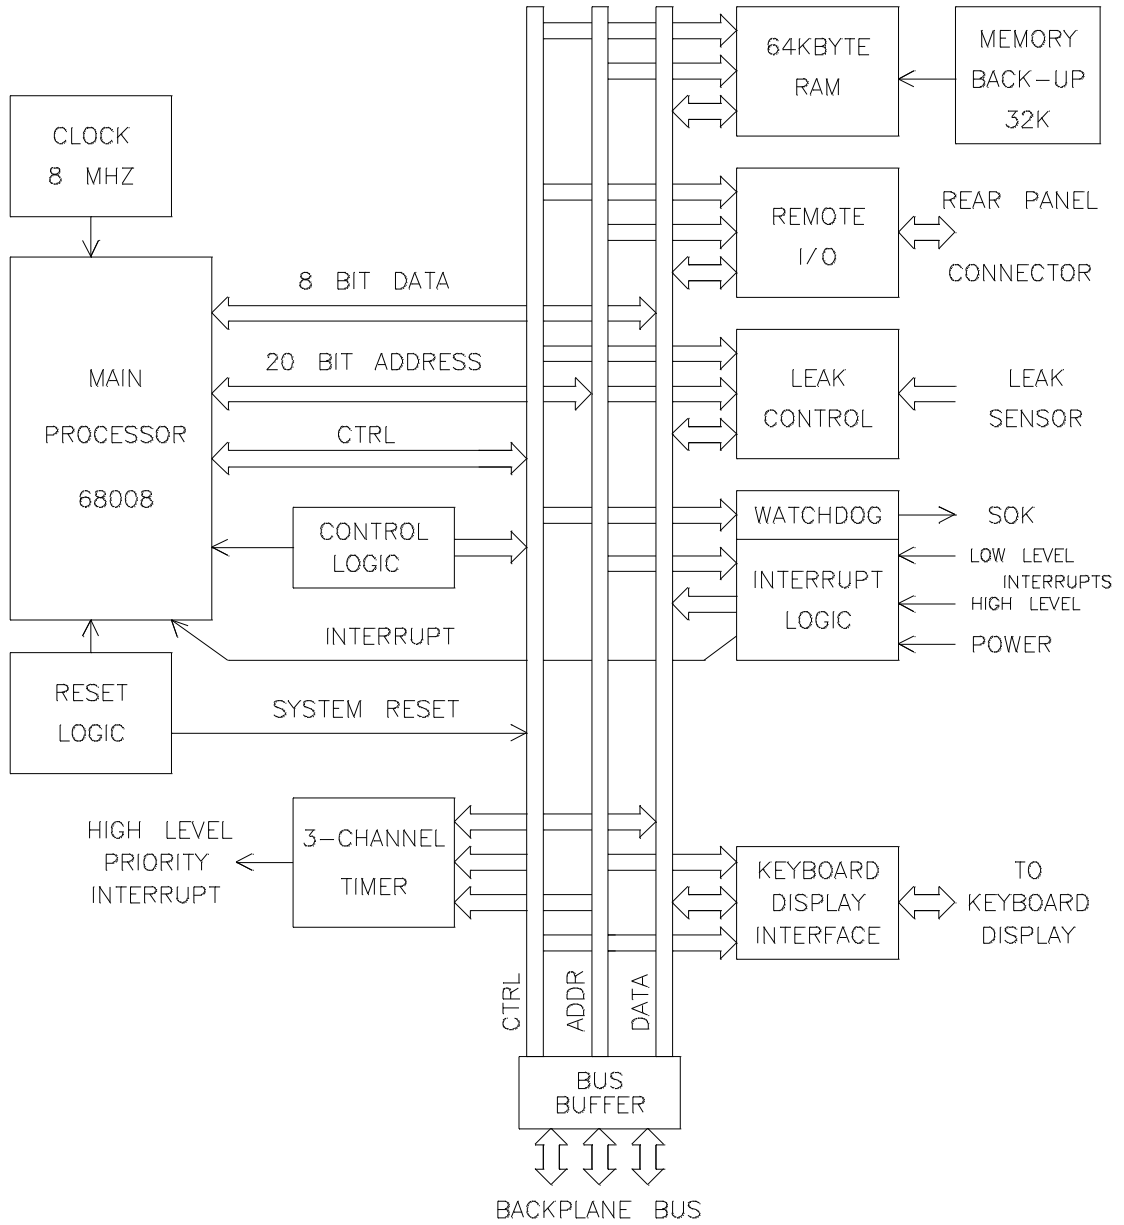 64KBYTE
RAM
MEMORY
BACK-UP
32K
CLOCK
8 MHZ
REMOTE
I/O
REAR PANEL
CONNECTOR
8 BIT DATA
20 BIT ADDRESS
CTRL
MAIN
PROCESSOR
68008
LEAK
CONTROL
LEAK
SENSOR
CONTROL
LOGIC
WATCHDOG
SOK
INTERRUPT
LOGIC
LOW LEVEL
INTERRUPTS
HIGH LEVEL
POWER
INTERRUPT
RESET
LOGIC
SYSTEM RESET
HIGH LEVEL
PRIORITY
INTERRUPT
3-CHANNEL
TIMER
KEYBOARD
DISPLAY
INTERFACE
TO
KEYBOARD
DISPLAY
CTRL
ADDR
DATA
BUS
BUFFER
BACKPLANE BUS